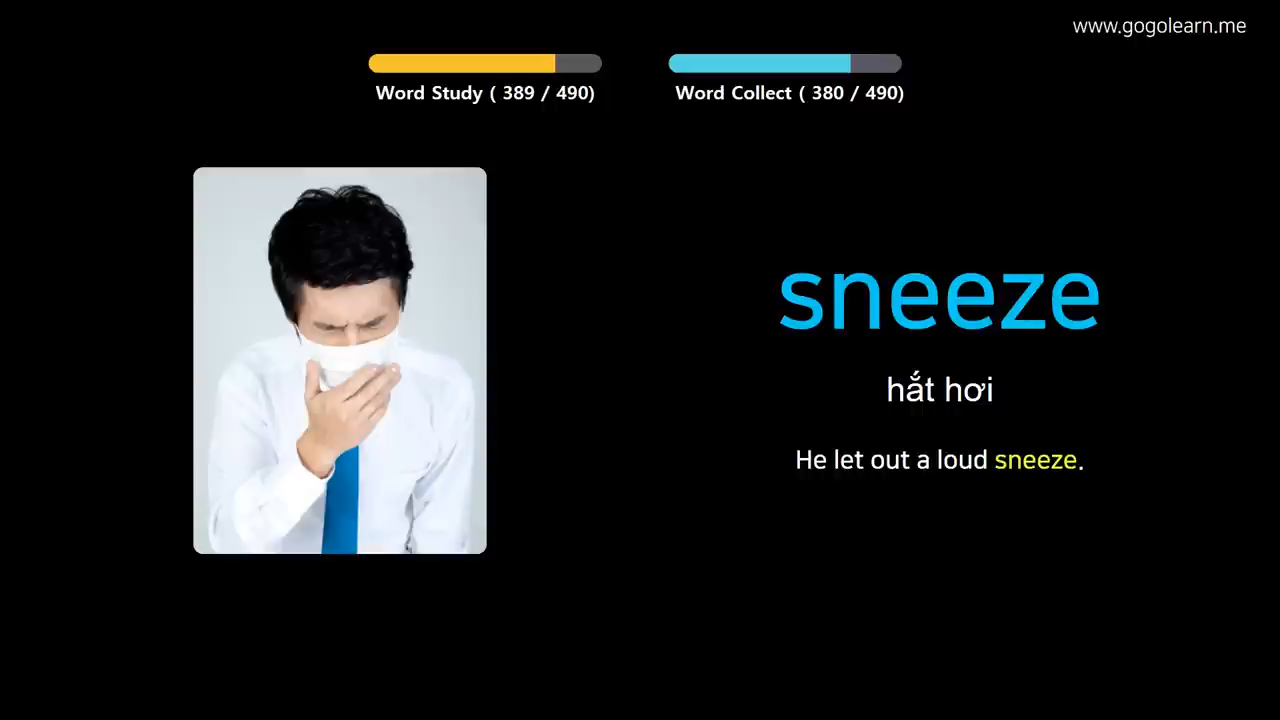 www.gogolearn.me
Word Study ( 389 / 490)
Word Collect ( 380 / 490)
sneeze
hắt hơi
He let out a loud sneeze.